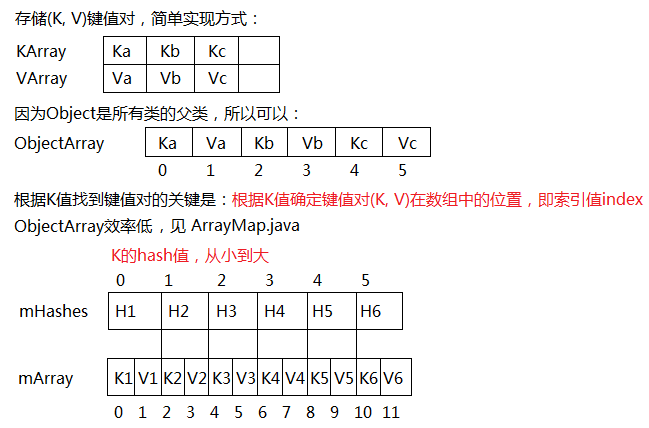 存储(K, V)键值对，简单实现方式：
KArray Ka Kb Kc
VArray Va Vb Vc
因为Object是所有类的父类，所以可以：
ObjectArray Ka Va Kb Vb Kc Vc
0 1 2 3 4 5
根据K值找到键值对的关键是：根据K值确定键值对(K, V)在数组中的位置，即索引值index
ObjectArray效率低，见 ArrayMap.java
K的hash值，从小到大
0 1 2 3 4 5
mHashes H1 H2 H3 H4 H5 H6
mArray K1 V1 K2 V2 K3 V3 K4 V4 K5 V5 K6 V6
0 1 2 3 4 5 6 7 8 9 10 11